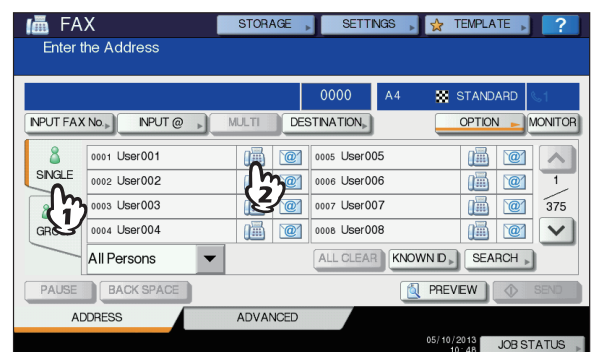 FAX STORAGE SETTINGS TEMPLATE ?
Enter the Address
0000 A4 STANDARD 1
INPUT FAX No. INPUT @ MULTI DESTINATION OPTION MONITOR
SINGLE 0001 User001 0005 User005
0002 User002 0006 User006 1
0003 User003 0007 User007 375
GROUP 0004 User004 0008 User008
1 2
All Persons ALL CLEAR KNOWN ID SEARCH
PAUSE BACK SPACE PREVIEW SEND
ADDRESS ADVANCED
05/10/2013
10:48 JOB STATUS